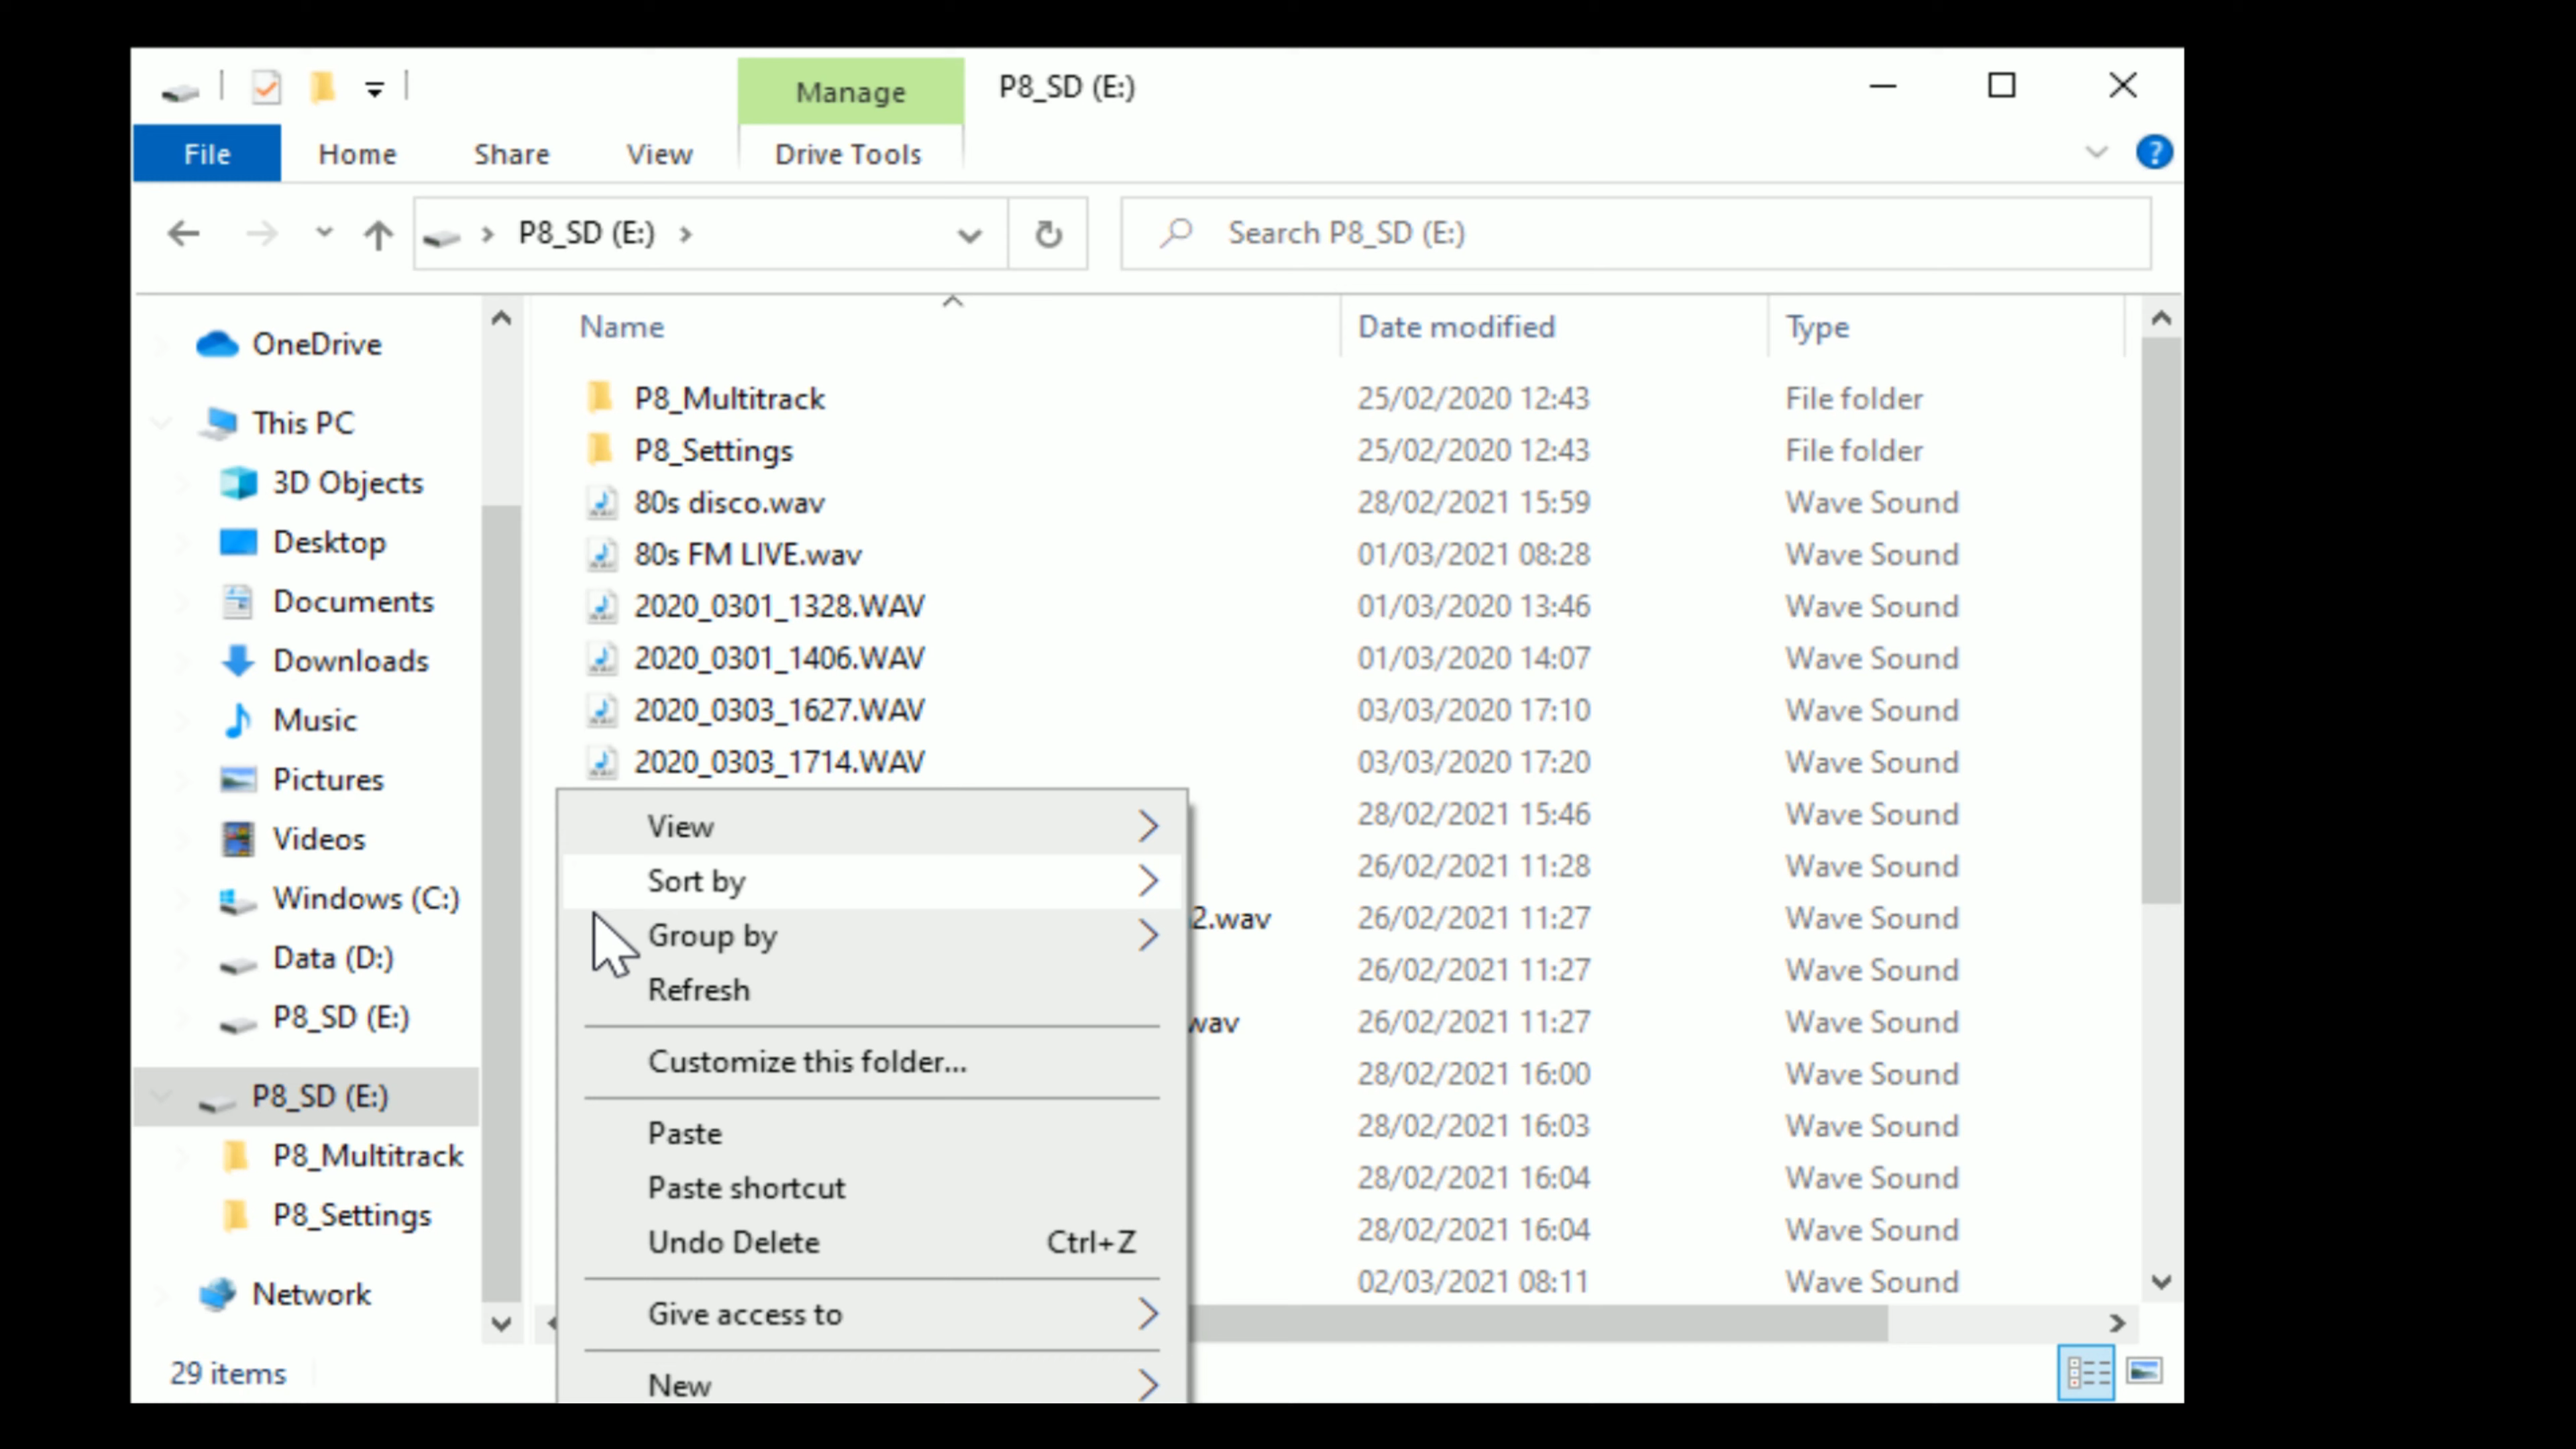 Manage P8_SD (E:)
File Home Share View Drive Tools ?
P8_SD (E:) Search P8_SD (E:)
Name Date modified Type
OneDrive
This PC
3D Objects
Desktop
Documents
Downloads
Music
Pictures
Videos
Windows (C:)
Data (D:)
P8_SD (E:)
P8_SD (E:)
P8_Multitrack
P8_Settings
Network
P8_Multitrack 25/02/2020 12:43 File folder
P8_Settings 25/02/2020 12:43 File folder
80s disco.wav 28/02/2021 15:59 Wave Sound
80s FM LIVE.wav 01/03/2021 08:28 Wave Sound
2020_0301_1328.WAV 01/03/2020 13:46 Wave Sound
2020_0301_1406.WAV 01/03/2020 14:07 Wave Sound
2020_0303_1627.WAV 03/03/2020 17:10 Wave Sound
2020_0303_1714.WAV 03/03/2020 17:20 Wave Sound
28/02/2021 15:46 Wave Sound
26/02/2021 11:28 Wave Sound
2.wav 26/02/2021 11:27 Wave Sound
26/02/2021 11:27 Wave Sound
wav 26/02/2021 11:27 Wave Sound
28/02/2021 16:00 Wave Sound
28/02/2021 16:03 Wave Sound
28/02/2021 16:04 Wave Sound
28/02/2021 16:04 Wave Sound
02/03/2021 08:11 Wave Sound
View
Sort by
Group by
Refresh
Customize this folder...
Paste
Paste shortcut
Undo Delete Ctrl+Z
Give access to
New
29 items